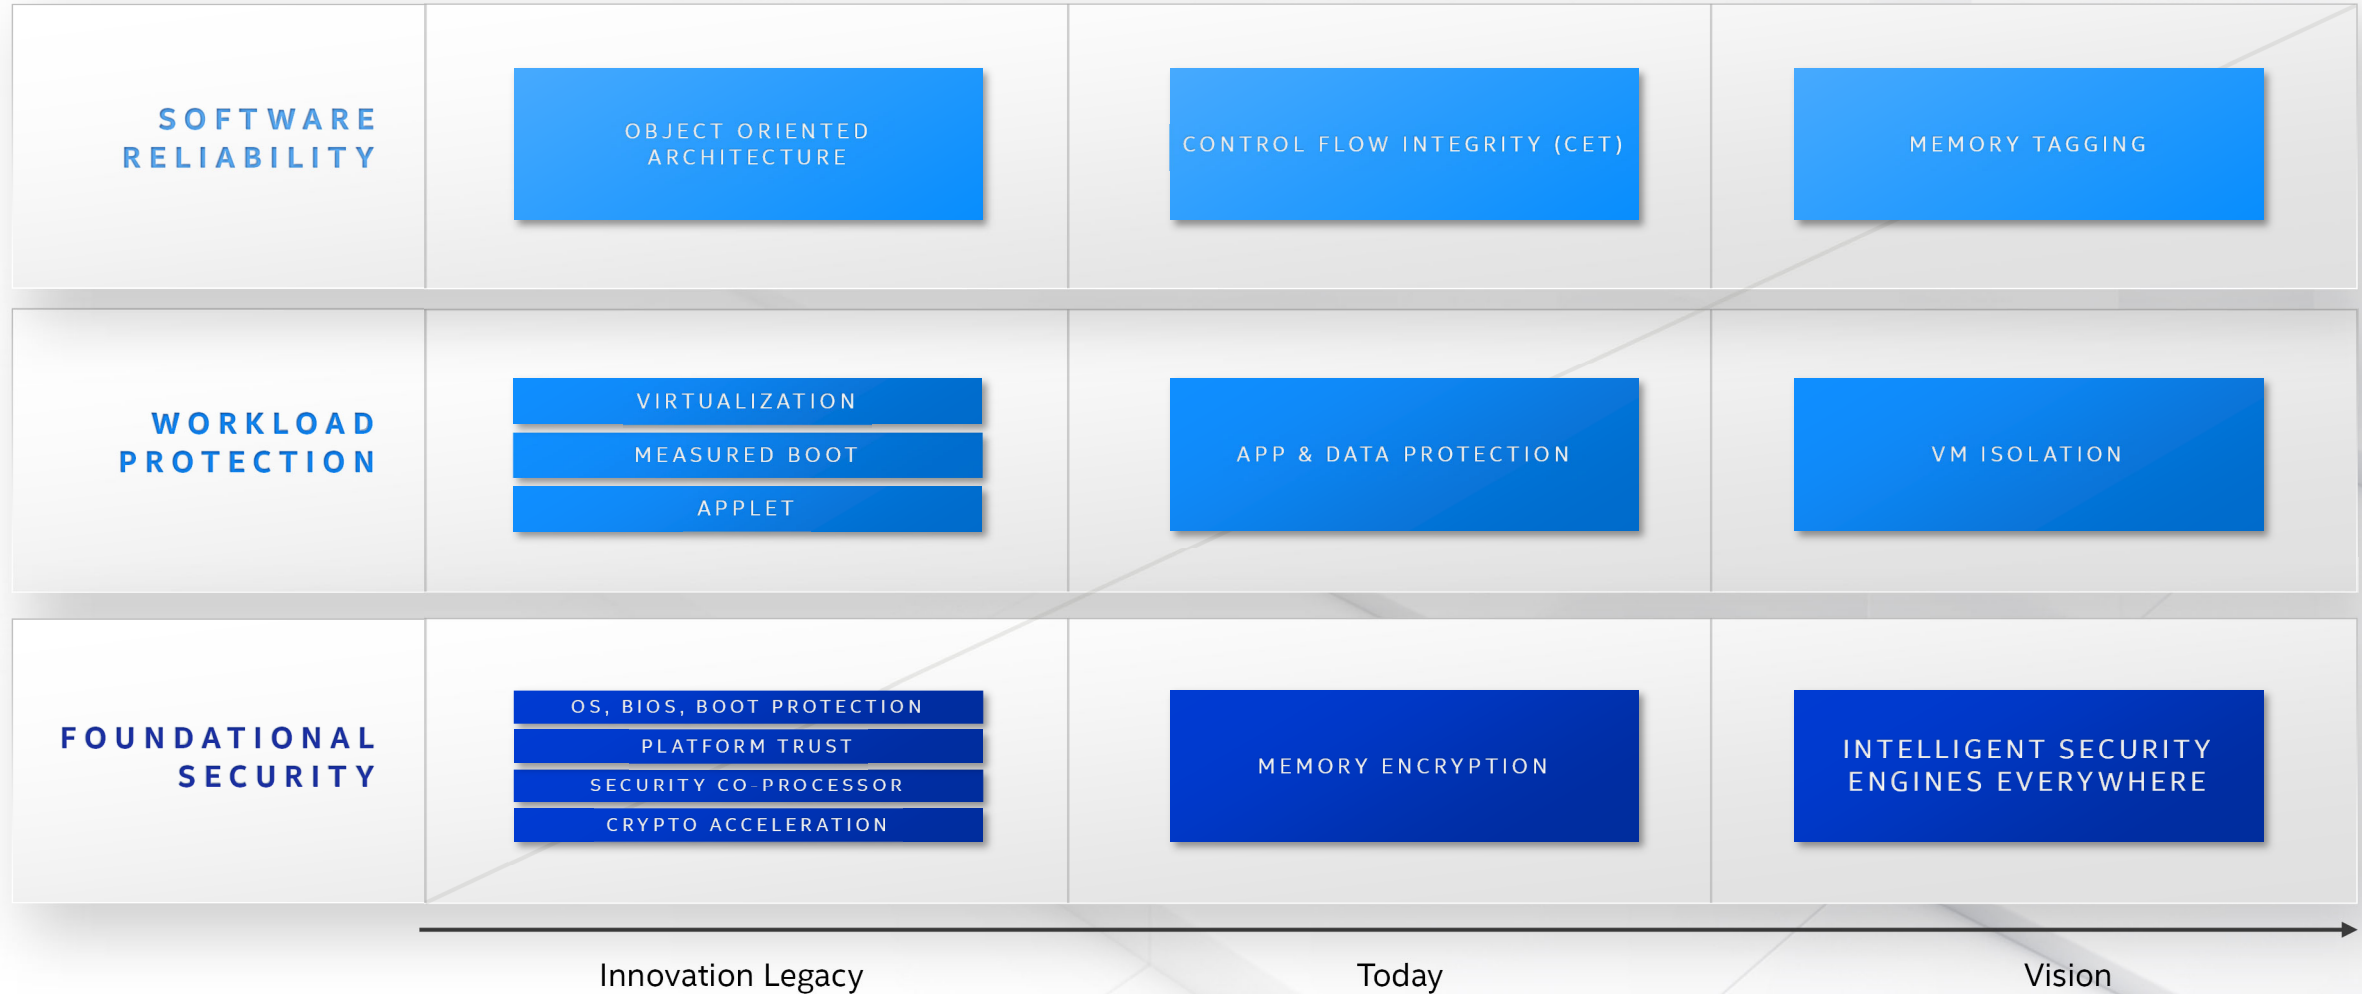 SOFTWARE
RELIABILITY
OBJECT ORIENTED
ARCHITECTURE
CONTROL FLOW INTEGRITY (CET)
MEMORY TAGGING
WORKLOAD
PROTECTION
VIRTUALIZATION
MEASURED BOOT
APPLET
APP & DATA PROTECTION
VM ISOLATION
FOUNDATIONAL
SECURITY
OS, BIOS, BOOT PROTECTION
PLATFORM TRUST
SECURITY CO-PROCESSOR
CRYPTO ACCELERATION
MEMORY ENCRYPTION
INTELLIGENT SECURITY
ENGINES EVERYWHERE
Innovation Legacy
Today
Vision